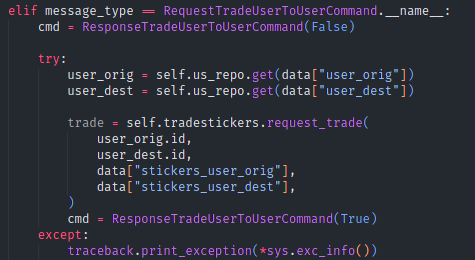 elif message_type == RequestTradeUserToUserCommand.__name__:
    cmd = ResponseTradeUserToUserCommand(False)

    try:
        user_orig = self.us_repo.get(data["user_orig"])
        user_dest = self.us_repo.get(data["user_dest"])

        trade = self.tradestickers.request_trade(
            user_orig.id,
            user_dest.id,
            data["stickers_user_orig"],
            data["stickers_user_dest"],
        )
        cmd = ResponseTradeUserToUserCommand(True)
    except:
        traceback.print_exception(*sys.exc_info())